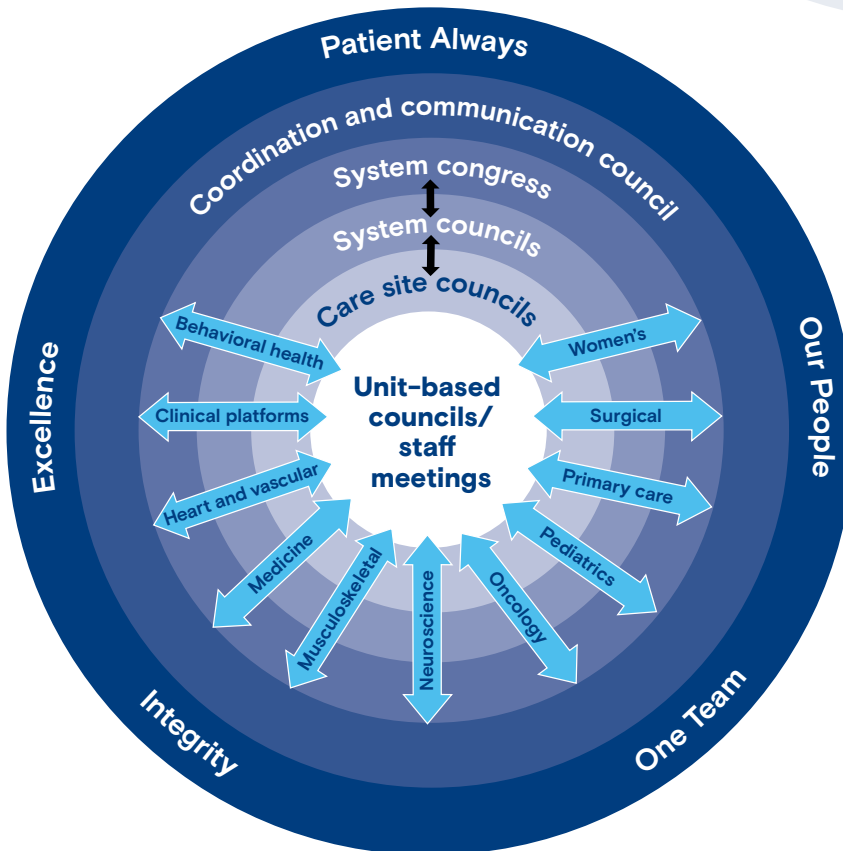 Patient Always
Coordination and communication council
System congress
System councils
Care site councils
Behavioral health
Women's
Unit-based
councils/
staff
meetings
Clinical platforms
Surgical
Excellence
Our People
Heart and vascular
Primary care
Medicine
Pediatrics
Musculoskeletal
Neuroscience
Oncology
Integrity
One Team